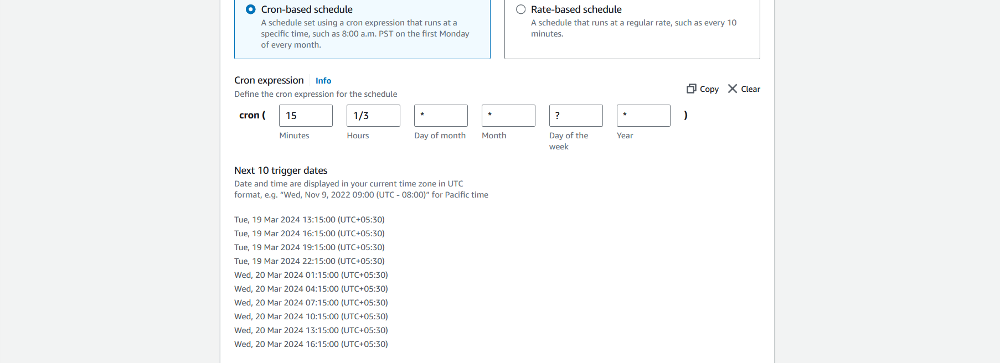 Cron-based schedule
A schedule set using a cron expression that runs at a
specific time, such as 8:00 a.m. PST on the first Monday
of every month.
Rate-based schedule
A schedule that runs at a regular rate, such as every 10
minutes.
Cron expression Info
Define the cron expression for the schedule
Copy Clear
cron ( 15 1/3 * * ? * )
Minutes Hours Day of month Month Day of the Year
week
Next 10 trigger dates
Date and time are displayed in your current time zone in UTC
format, e.g. “Wed, Nov 9, 2022 09:00 (UTC - 08:00)” for Pacific time
Tue, 19 Mar 2024 13:15:00 (UTC+05:30)
Tue, 19 Mar 2024 16:15:00 (UTC+05:30)
Tue, 19 Mar 2024 19:15:00 (UTC+05:30)
Tue, 19 Mar 2024 22:15:00 (UTC+05:30)
Wed, 20 Mar 2024 01:15:00 (UTC+05:30)
Wed, 20 Mar 2024 04:15:00 (UTC+05:30)
Wed, 20 Mar 2024 07:15:00 (UTC+05:30)
Wed, 20 Mar 2024 10:15:00 (UTC+05:30)
Wed, 20 Mar 2024 13:15:00 (UTC+05:30)
Wed, 20 Mar 2024 16:15:00 (UTC+05:30)